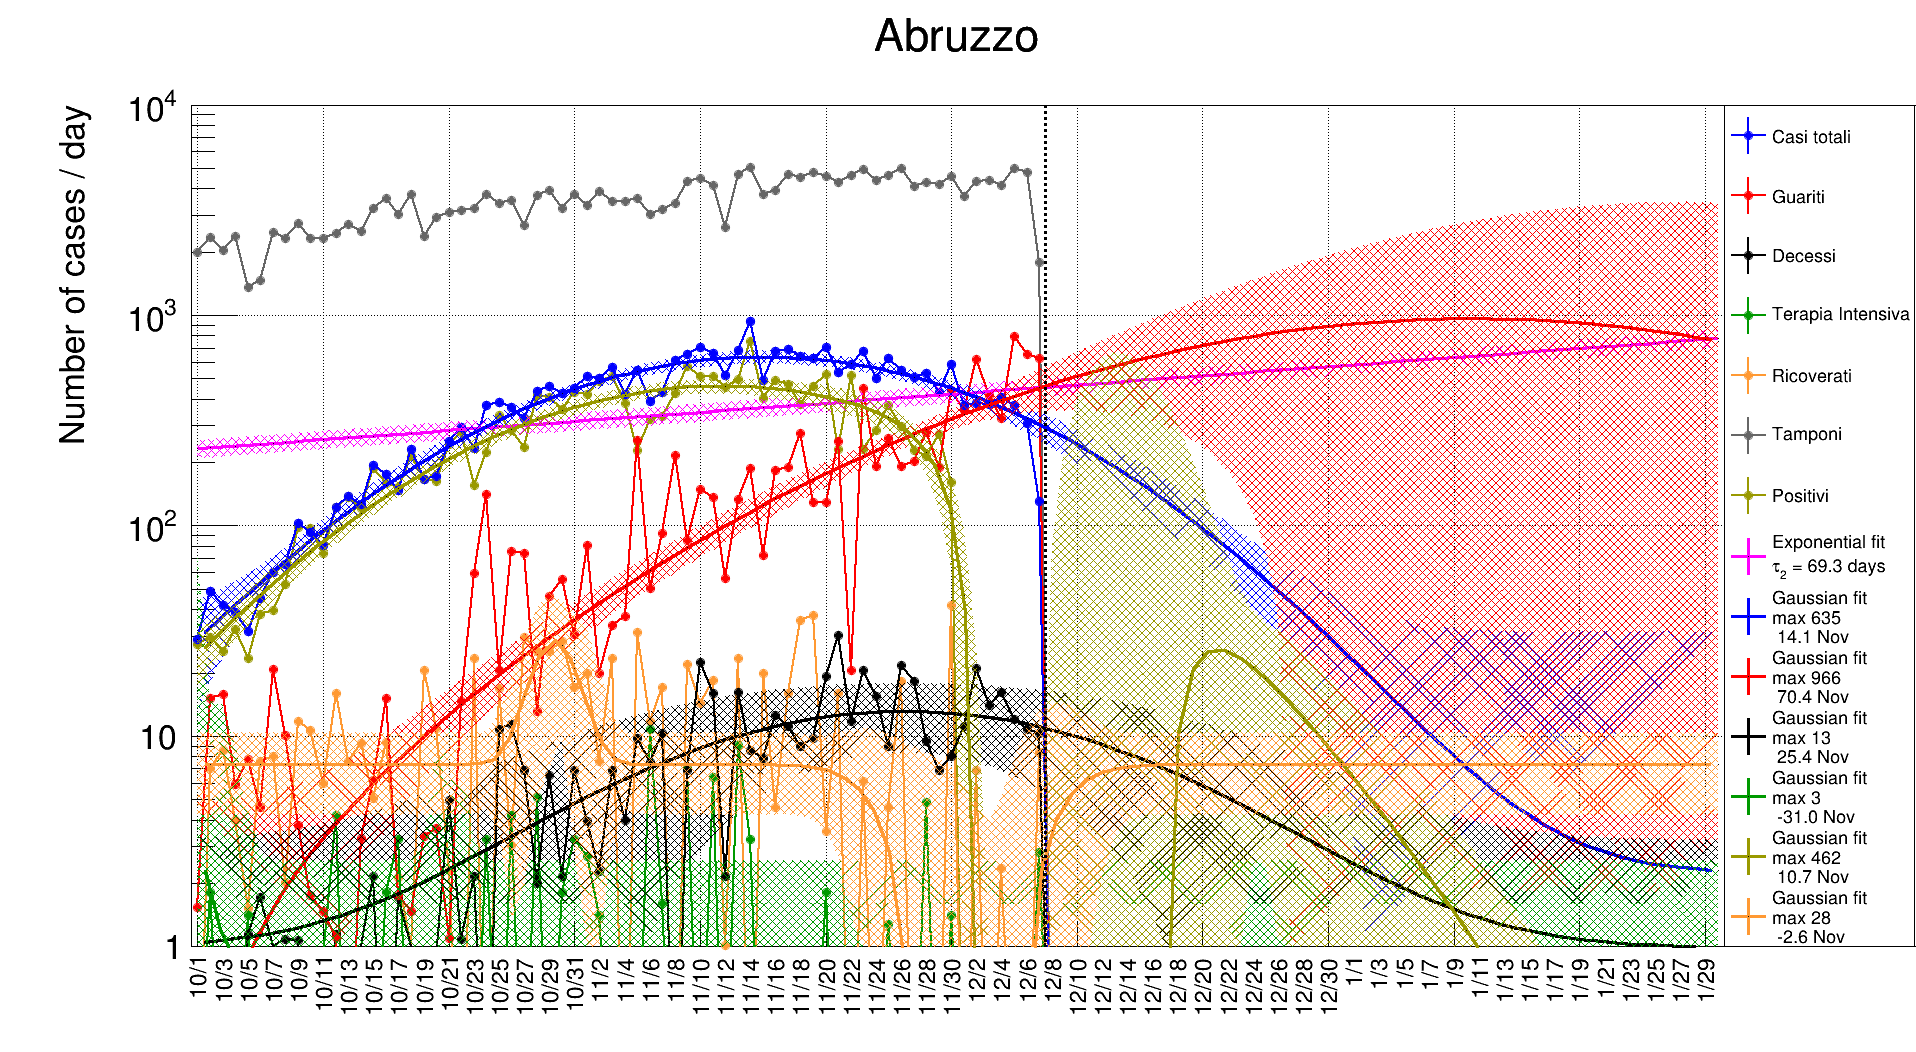 Abruzzo
Number of cases / day
10^4
10^3
10^2
10
1
10/1
10/3
10/5
10/7
10/9
10/11
10/13
10/15
10/17
10/19
10/21
10/23
10/25
10/27
10/29
10/31
11/2
11/4
11/6
11/8
11/10
11/12
11/14
11/16
11/18
11/20
11/22
11/24
11/26
11/28
11/30
12/2
12/4
12/6
12/8
12/10
12/12
12/14
12/16
12/18
12/20
12/22
12/24
12/26
12/28
12/30
1/1
1/3
1/5
1/7
1/9
1/11
1/13
1/15
1/17
1/19
1/21
1/23
1/25
1/27
1/29
Casi totali
Guariti
Decessi
Terapia Intensiva
Ricoverati
Tamponi
Positivi
Exponential fit
τ2 = 69.3 days
Gaussian fit
max 635
14.1 Nov
Gaussian fit
max 966
70.4 Nov
Gaussian fit
max 13
25.4 Nov
Gaussian fit
max 3
-31.0 Nov
Gaussian fit
max 462
10.7 Nov
Gaussian fit
max 28
-2.6 Nov